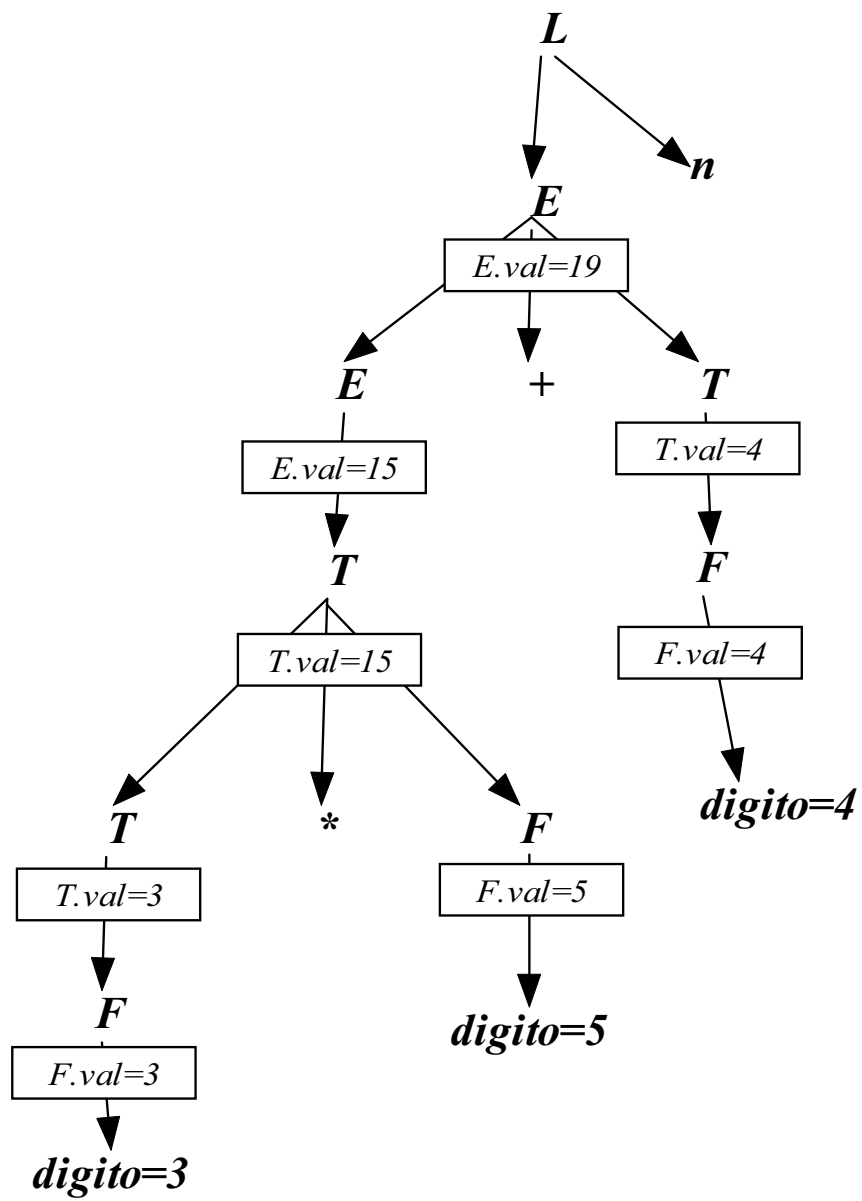 L
n
E
E.val=19
E + T
E.val=15 T.val=4
T F
T.val=15 F.val=4
digito=4
T * F
T.val=3 F.val=5
F
digito=5
F.val=3
digito=3